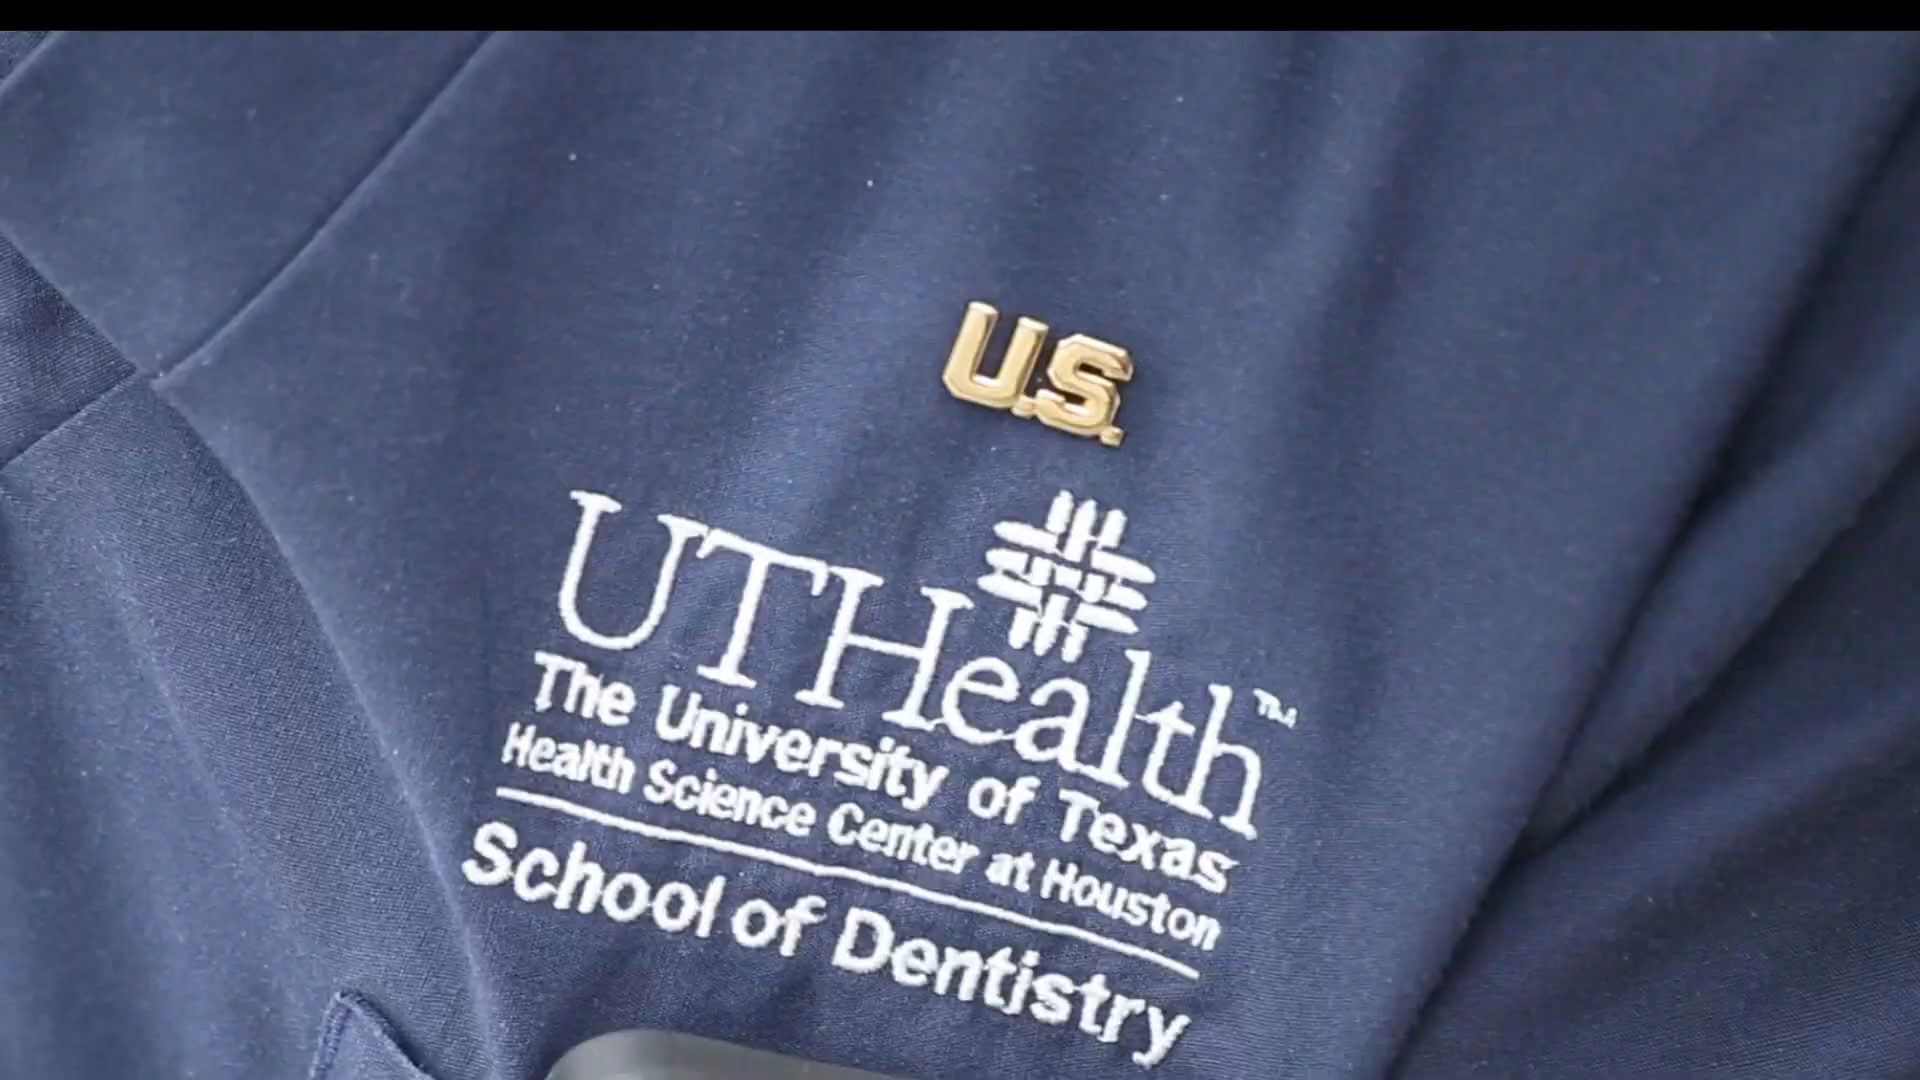 U.S.
UTHealth™
The University of Texas
Health Science Center at Houston
School of Dentistry